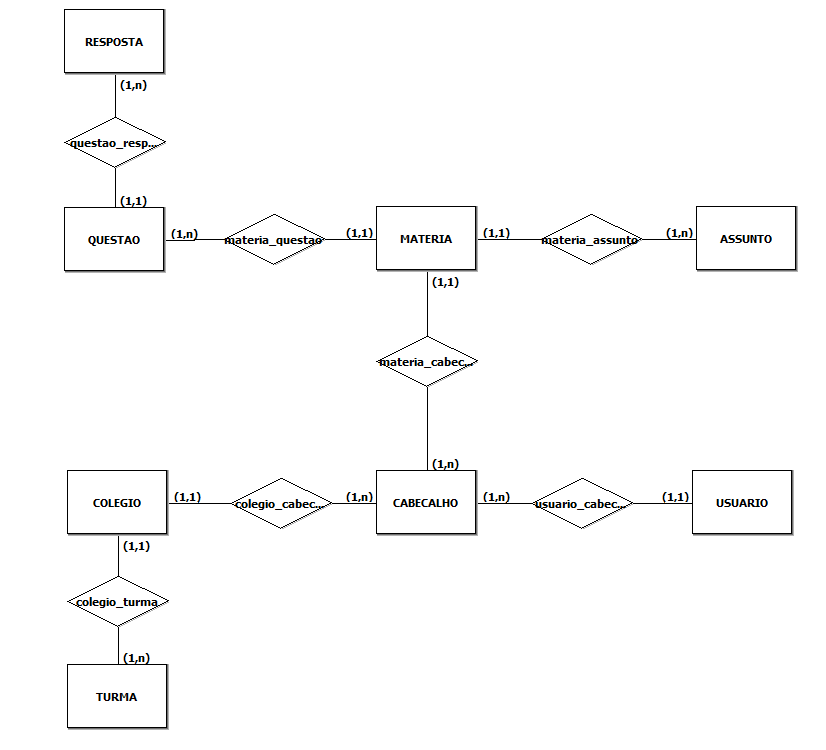 RESPOSTA
(1,n)
questao_resp...
(1,1)
QUESTAO
(1,n)
materia_questao
(1,1)
MATERIA
(1,1)
materia_assunto
(1,n)
ASSUNTO
(1,1)
materia_cabec...
(1,n)
COLEGIO
(1,1)
colegio_cabec...
(1,n)
CABECALHO
(1,n)
usuario_cabec...
(1,1)
USUARIO
(1,1)
colegio_turma
(1,n)
TURMA